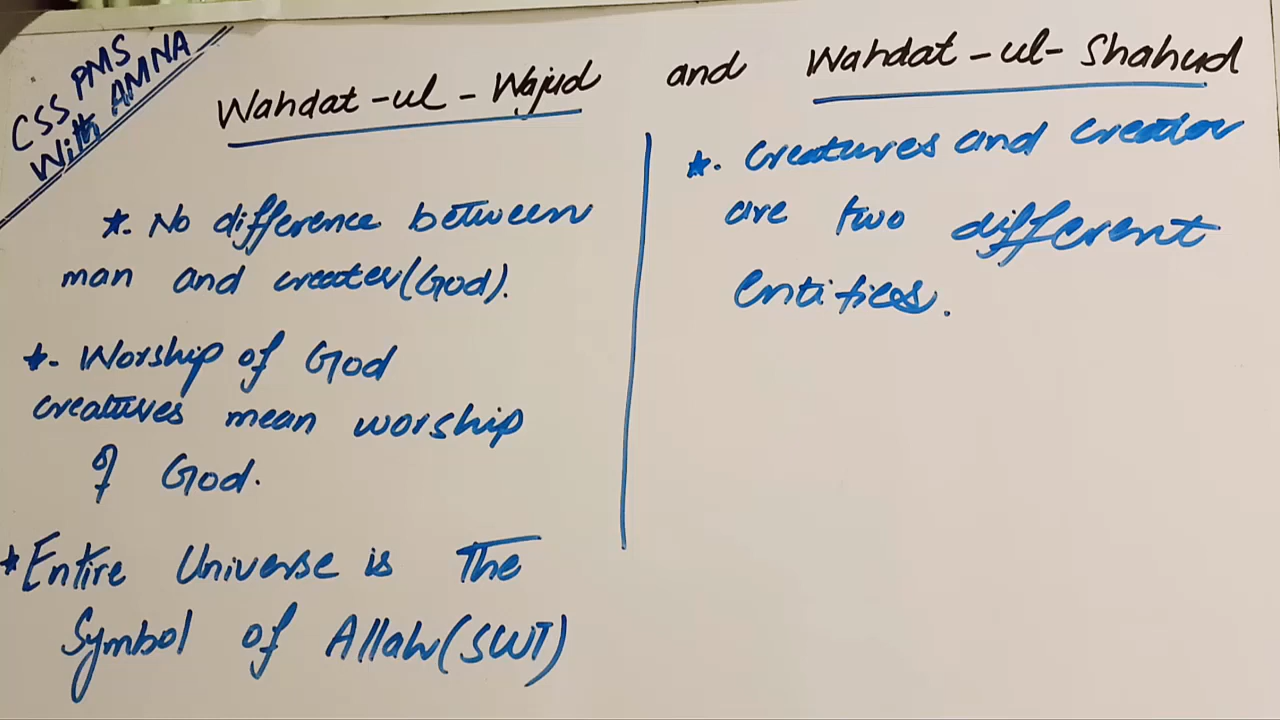 CSS PMS
With AMNA
Wahdat-ul-Wajud and Wahdat-ul-Shahud
*. No difference between
man and creater(God).
*. Worship of God
creatures mean worship
of God.
* Entire Universe is The
Symbol of Allah(SWT)
*. Creatures and creator
are two different
entities.